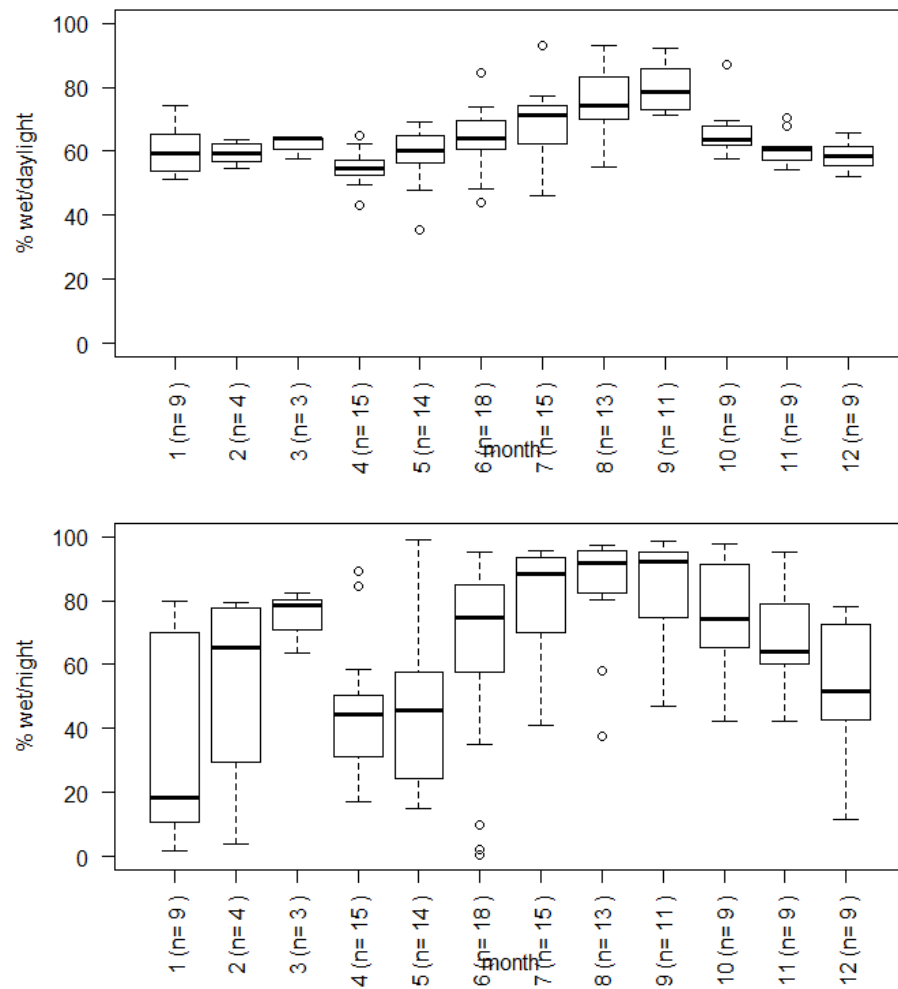 % wet/daylight
100
80
60
40
20
0
1 (n= 9 )
2 (n= 4 )
3 (n= 3 )
4 (n= 15 )
5 (n= 14 )
6 (n= 18 )
7 (n= 15 )
8 (n= 13 )
9 (n= 11 )
10 (n= 9 )
11 (n= 9 )
12 (n= 9 )
month
% wet/night
100
80
60
40
20
0
1 (n= 9 )
2 (n= 4 )
3 (n= 3 )
4 (n= 15 )
5 (n= 14 )
6 (n= 18 )
7 (n= 15 )
8 (n= 13 )
9 (n= 11 )
10 (n= 9 )
11 (n= 9 )
12 (n= 9 )
month